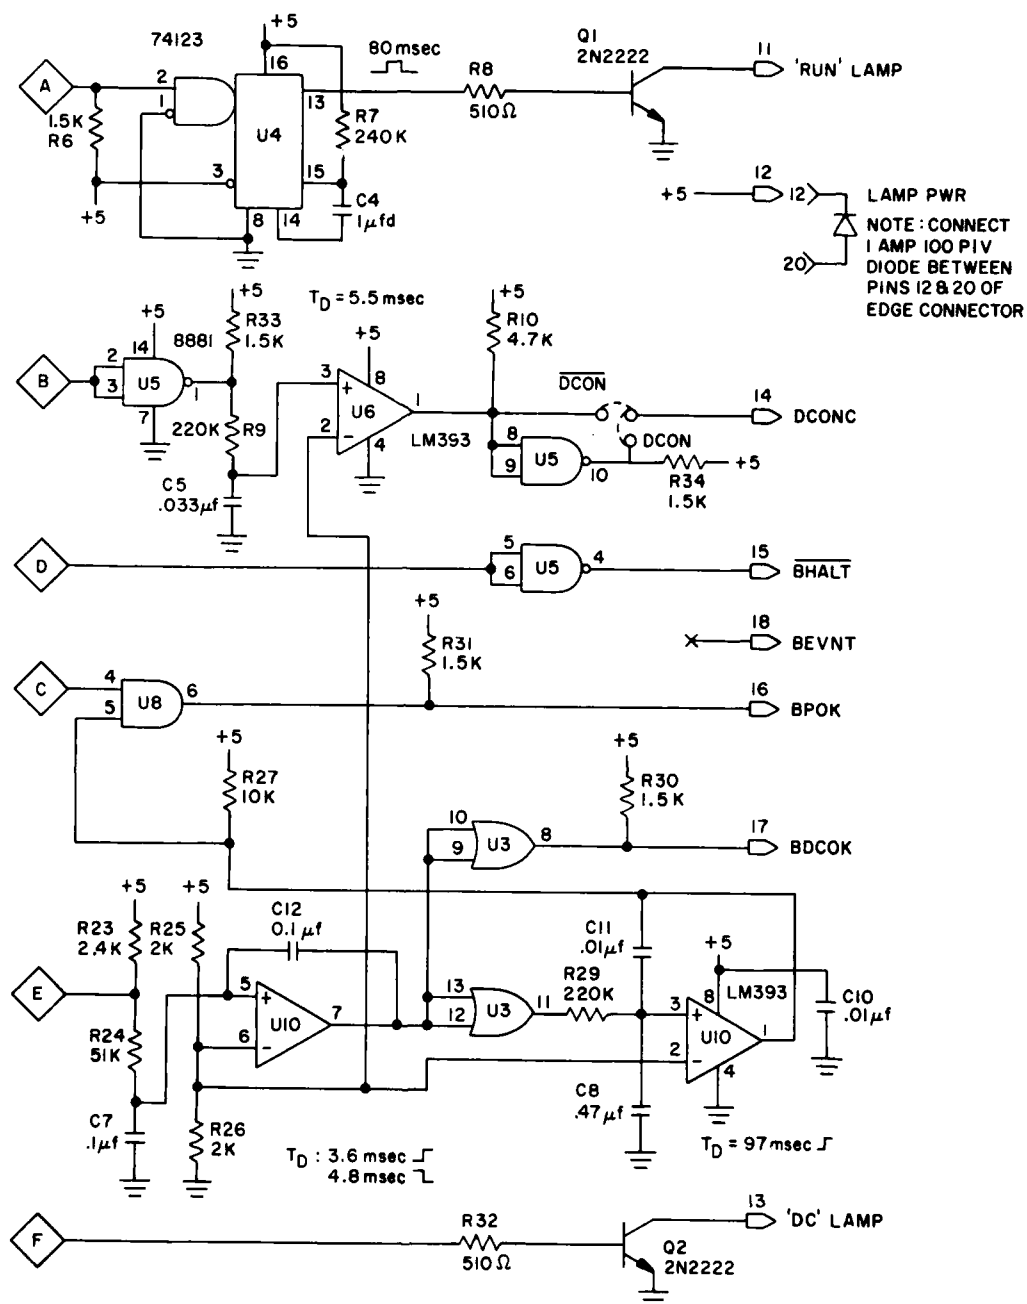 +5
74123
80 msec
Q1
2N2222
11
'RUN' LAMP
A
2
1
16
13
R8
510Ω
1.5K
R6
U4
R7
240K
3
15
+5
8
14
C4
1µfd
12
+5
12
LAMP PWR
20
NOTE: CONNECT
1 AMP 100 PIV
DIODE BETWEEN
PINS 12 & 20 OF
EDGE CONNECTOR
+5
T_D = 5.5 msec
+5
+5
R33
1.5K
+5
R10
4.7K
14
8881
B
2
3
U5
1
7
3
+
8
U6
1
2
-
4
LM393
DCON
14
DCONC
220K
R9
8
9
U5
10
DCON
+5
R34
1.5K
C5
.033µf
D
5
6
U5
4
15
BHALT
+5
18
BEVNT
R31
1.5K
C
4
5
U8
6
16
BPOK
+5
R27
10K
+5
R30
1.5K
10
9
U3
8
17
BDCOK
+5
+5
C12
0.1µf
R23
2.4K
R25
2K
C11
.01µf
+5
E
5
+
U10
7
6
-
13
12
U3
11
R29
220K
3
+
8
LM393
U10
1
2
-
4
C10
.01µf
R24
51K
C7
.1µf
R26
2K
C8
.47µf
T_D : 3.6 msec
4.8 msec
T_D = 97 msec
F
R32
510Ω
13
'DC' LAMP
Q2
2N2222